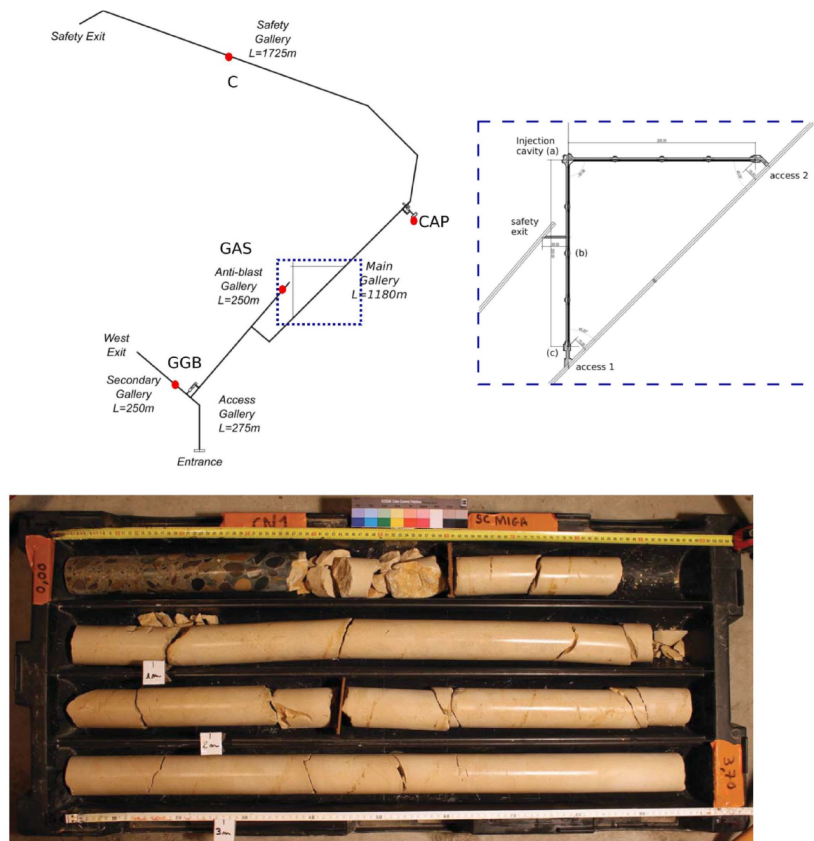 Safety Exit
Safety
Gallery
L=1725m
C
CAP
GAS
Anti-blast
Gallery
L=250m
Main
Gallery
L=1180m
West
Exit
GGB
Secondary
Gallery
L=250m
Access
Gallery
L=275m
Entrance
Injection
cavity (a)
access 2
safety
exit
(b)
(c)
access 1
CN1
SC MIGA
00,0
1m
2m
3m
3,70